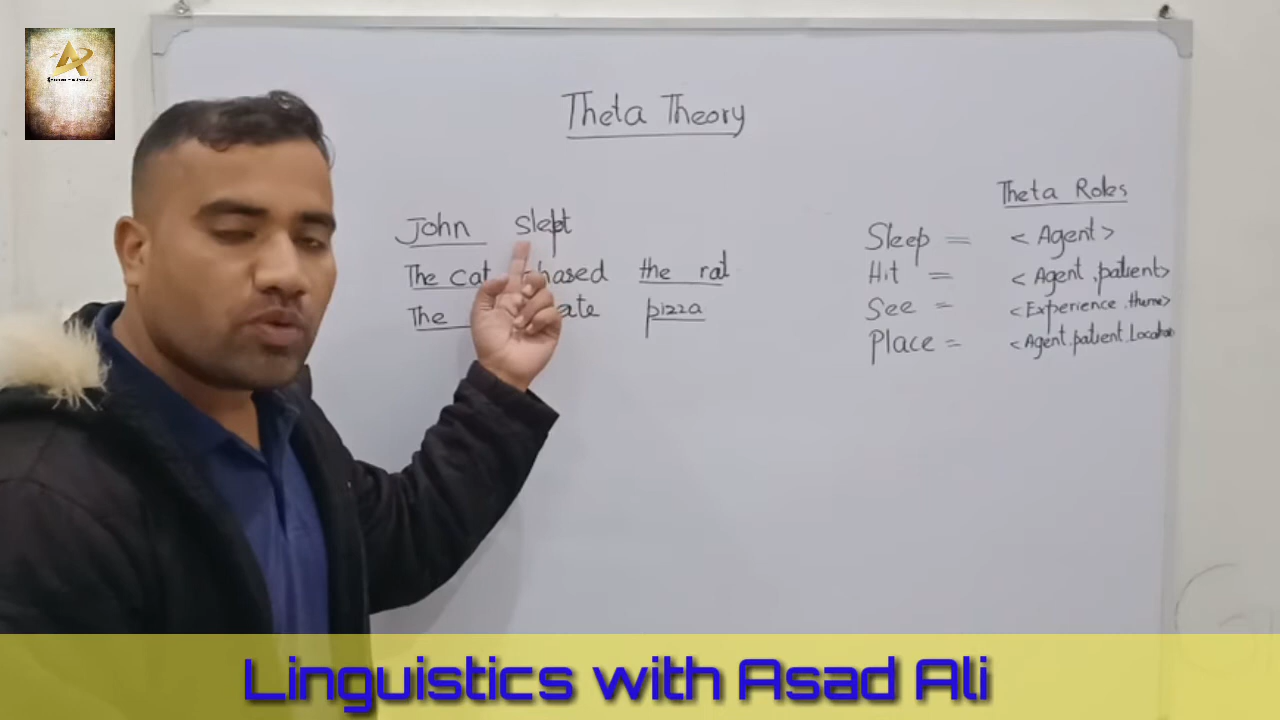 Theta Theory
John slept
The cat chased the rat
The ate pizza
Theta Roles
Sleep = < Agent >
Hit = < Agent . patient >
See = < Experience . theme >
Place = < Agent . patient . Location
Linguistics with Asad Ali